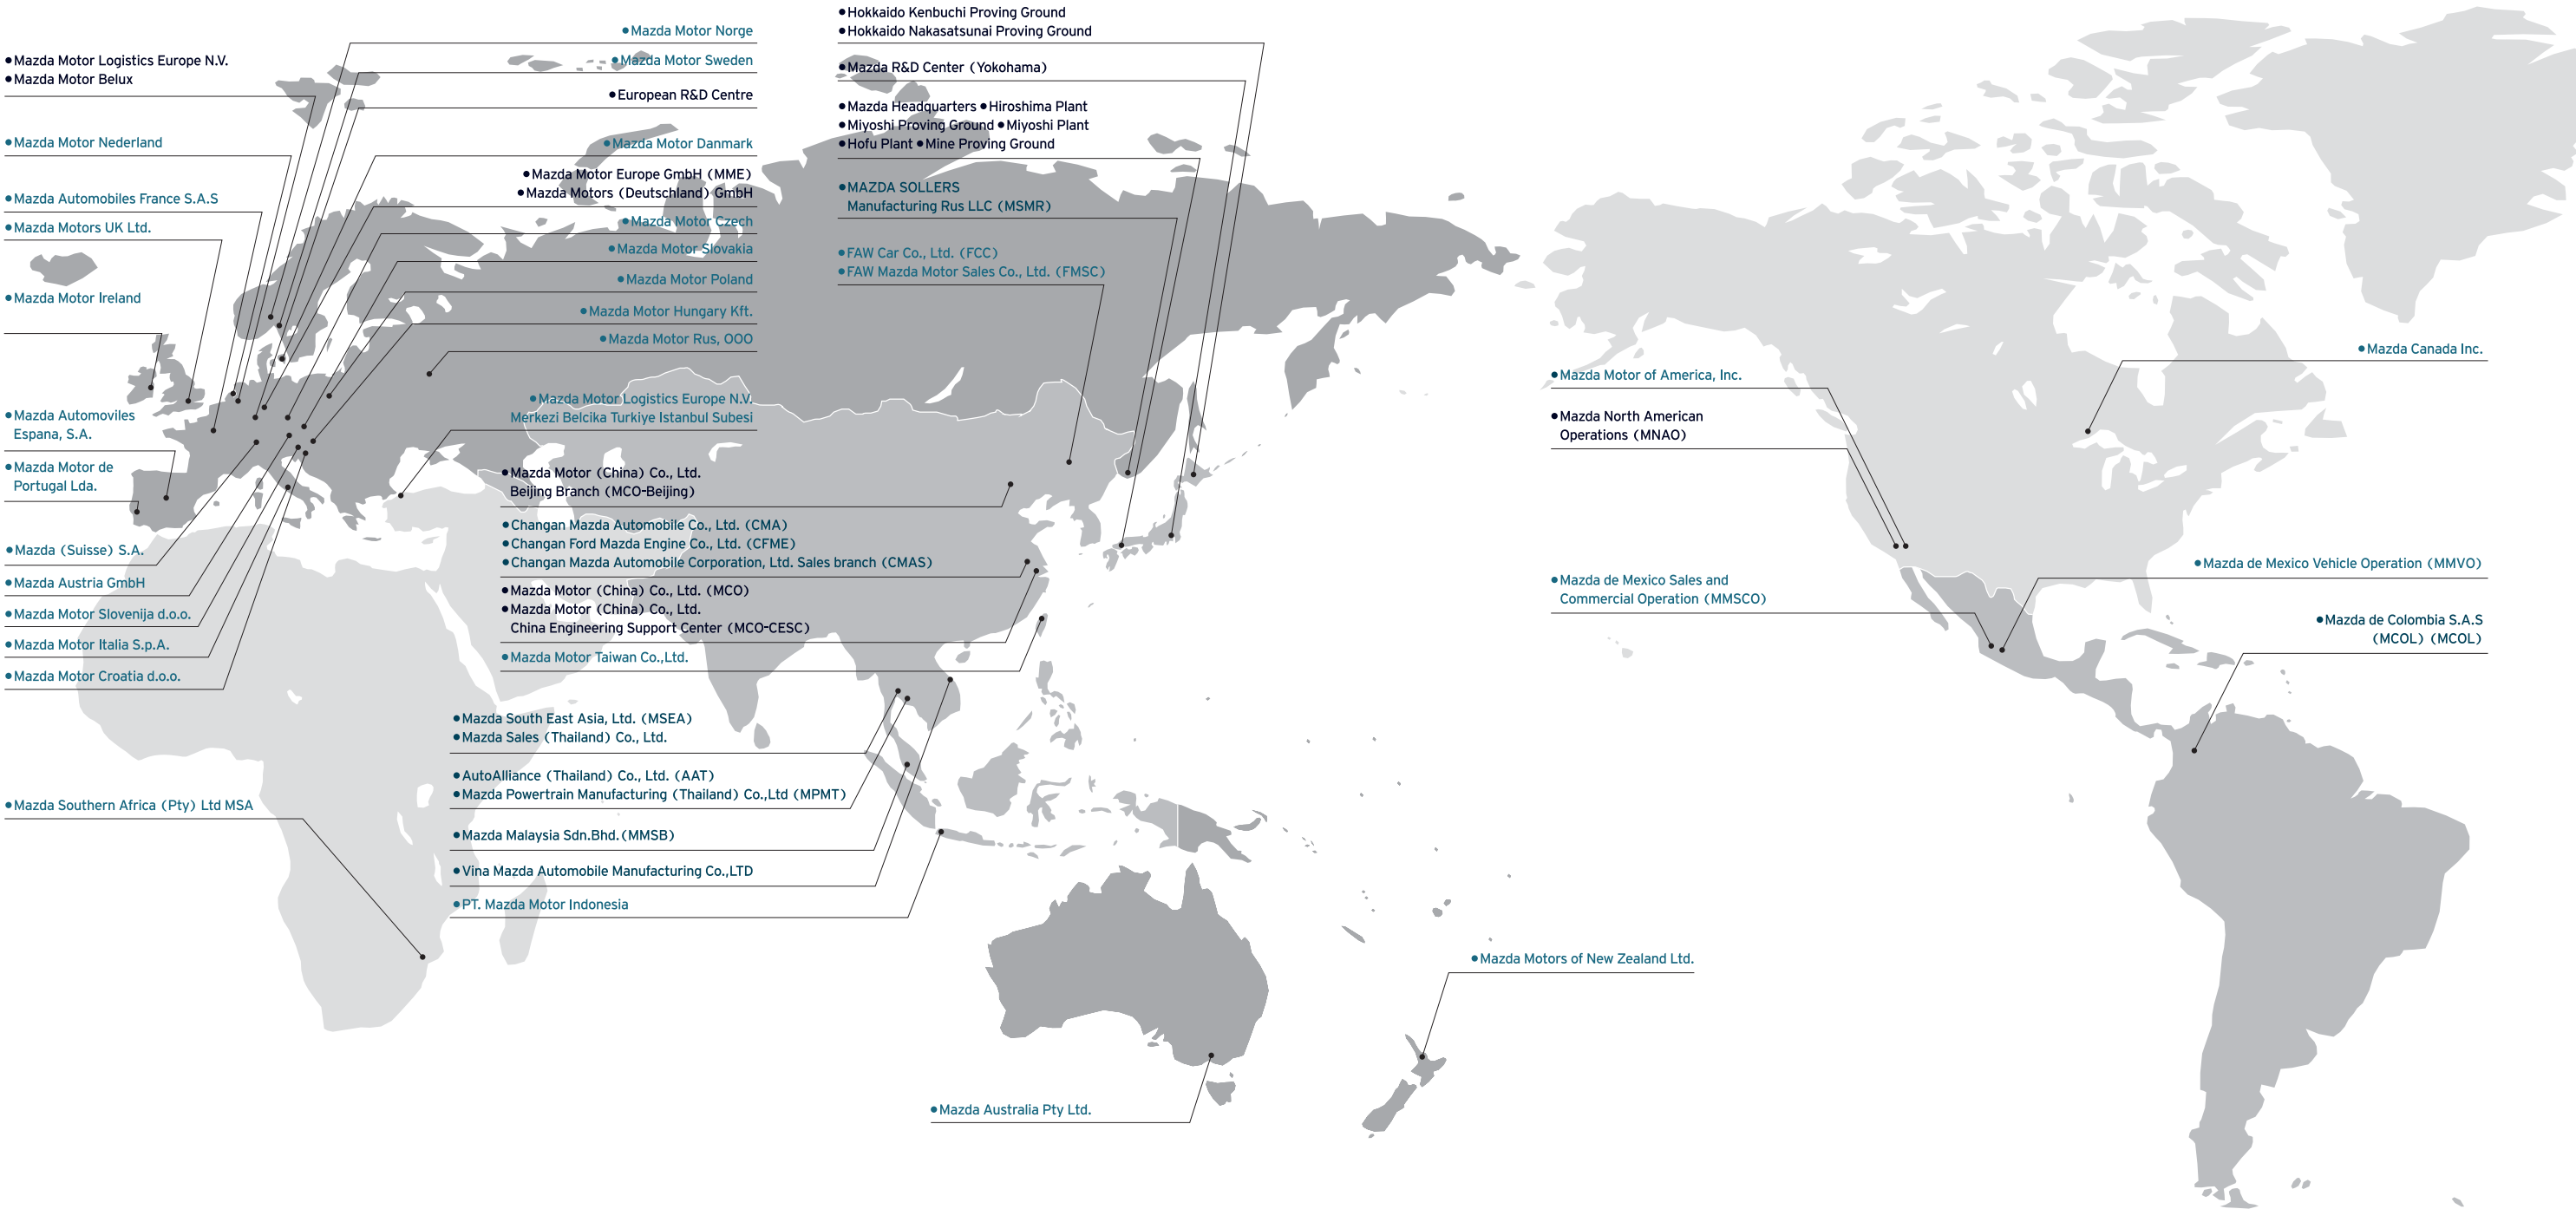 ● Mazda Motor Logistics Europe N.V.
● Mazda Motor Belux
● Mazda Motor Nederland
● Mazda Automobiles France S.A.S
● Mazda Motors UK Ltd.
● Mazda Motor Ireland
● Mazda Automoviles
Espana, S.A.
● Mazda Motor de
Portugal Lda.
● Mazda (Suisse) S.A.
● Mazda Austria GmbH
● Mazda Motor Slovenija d.o.o.
● Mazda Motor Italia S.p.A.
● Mazda Motor Croatia d.o.o.
● Mazda Southern Africa (Pty) Ltd MSA
● Mazda Motor Norge
● Mazda Motor Sweden
● European R&D Centre
● Mazda Motor Danmark
● Mazda Motor Europe GmbH (MME)
● Mazda Motors (Deutschland) GmbH
● Mazda Motor Czech
● Mazda Motor Slovakia
● Mazda Motor Poland
● Mazda Motor Hungary Kft.
● Mazda Motor Rus, OOO
● Mazda Motor Logistics Europe N.V.
Merkezi Belcika Turkiye Istanbul Subesi
● Mazda Motor (China) Co., Ltd.
Beijing Branch (MCO-Beijing)
● Changan Mazda Automobile Co., Ltd. (CMA)
● Changan Ford Mazda Engine Co., Ltd. (CFME)
● Changan Mazda Automobile Corporation, Ltd. Sales branch (CMAS)
● Mazda Motor (China) Co., Ltd. (MCO)
● Mazda Motor (China) Co., Ltd.
China Engineering Support Center (MCO-CESC)
● Mazda Motor Taiwan Co.,Ltd.
● Mazda South East Asia, Ltd. (MSEA)
● Mazda Sales (Thailand) Co., Ltd.
● AutoAlliance (Thailand) Co., Ltd. (AAT)
● Mazda Powertrain Manufacturing (Thailand) Co.,Ltd (MPMT)
● Mazda Malaysia Sdn.Bhd. (MMSB)
● Vina Mazda Automobile Manufacturing Co.,LTD
● PT. Mazda Motor Indonesia
● Hokkaido Kenbuchi Proving Ground
● Hokkaido Nakasatsunai Proving Ground
● Mazda R&D Center (Yokohama)
● Mazda Headquarters ● Hiroshima Plant
● Miyoshi Proving Ground ● Miyoshi Plant
● Hofu Plant ● Mine Proving Ground
● MAZDA SOLLERS
Manufacturing Rus LLC (MSMR)
● FAW Car Co., Ltd. (FCC)
● FAW Mazda Motor Sales Co., Ltd. (FMSC)
● Mazda Australia Pty Ltd.
● Mazda Motors of New Zealand Ltd.
● Mazda Motor of America, Inc.
● Mazda North American
Operations (MNAO)
● Mazda de Mexico Sales and
Commercial Operation (MMSCO)
● Mazda Canada Inc.
● Mazda de Mexico Vehicle Operation (MMVO)
● Mazda de Colombia S.A.S
(MCOL) (MCOL)